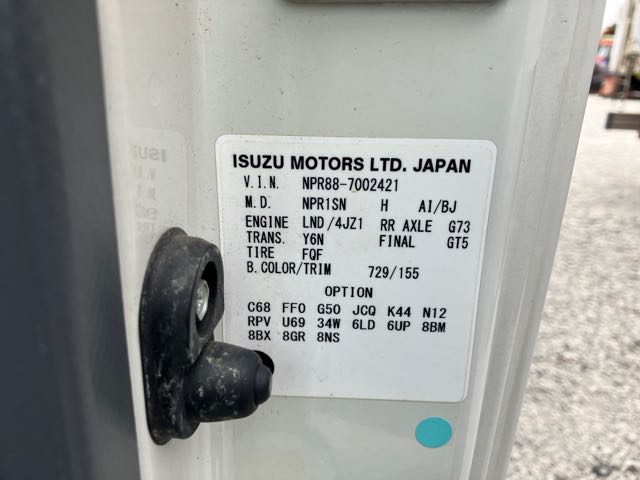 ISUZU MOTORS LTD. JAPAN
V.I.N. NPR88-7002421
M.D. NPR1SN H AI/BJ
ENGINE LND/4JZ1 RR AXLE G73
TRANS. Y6N FINAL GT5
TIRE FQF
B.COLOR/TRIM 729/155
OPTION
C68 FF0 G50 JCQ K44 N12
RPV U69 34W 6LD 6UP 8BM
8BX 8GR 8NS